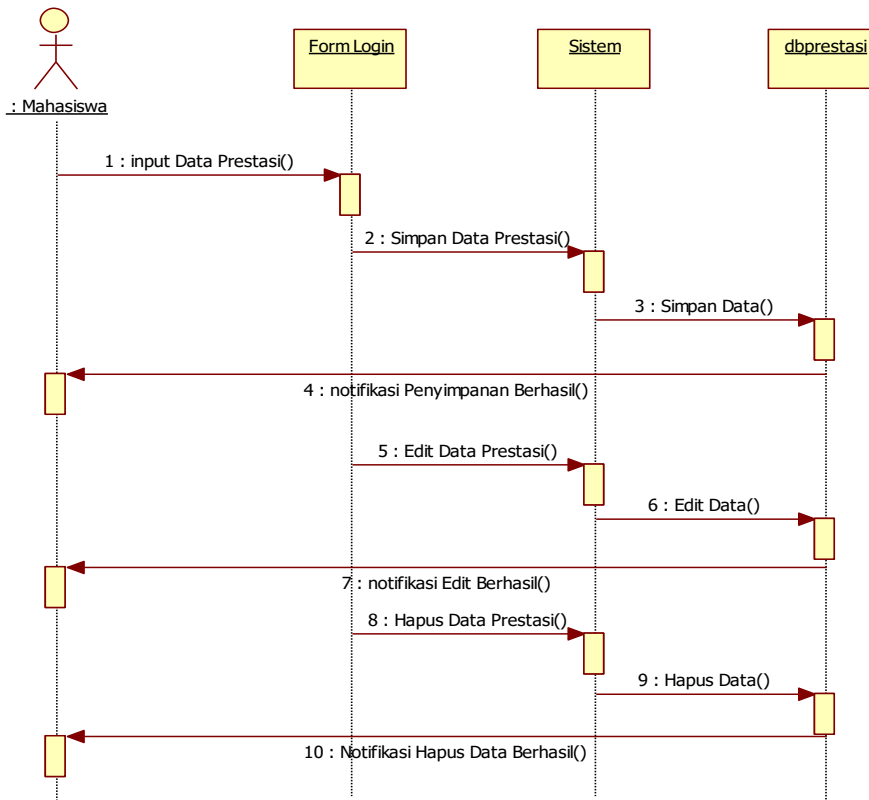 Form Login
Sistem
dbprestasi
: Mahasiswa
1 : input Data Prestasi()
2 : Simpan Data Prestasi()
3 : Simpan Data()
4 : notifikasi Penyimpanan Berhasil()
5 : Edit Data Prestasi()
6 : Edit Data()
7 : notifikasi Edit Berhasil()
8 : Hapus Data Prestasi()
9 : Hapus Data()
10 : Notifikasi Hapus Data Berhasil()